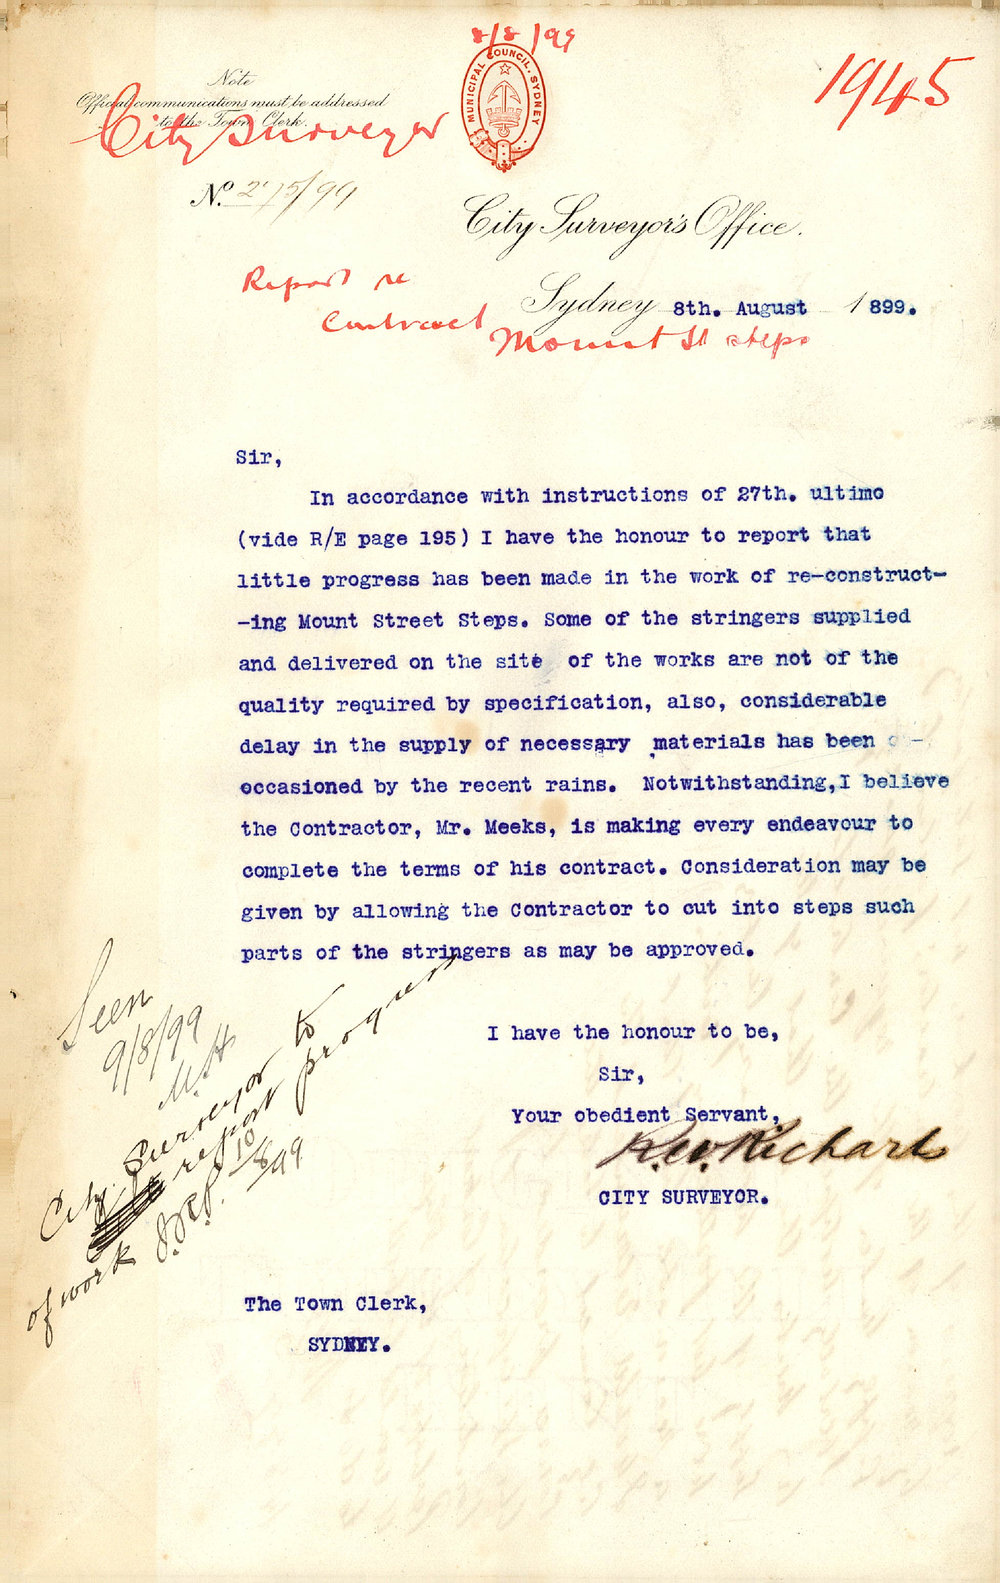 8/8/99
1945
MUNICIPAL COUNCIL. SYDNEY
Note
Official communications must be addressed
to the Town Clerk.
City Surveyor
No. 215/99
City Surveyor's Office.
Report re
Sydney 8th. August 1899.
Contract
Mount St steps
Sir,
In accordance with instructions of 27th. ultimo
(vide R/E page 195) I have the honour to report that
little progress has been made in the work of re-construct-
-ing Mount Street Steps. Some of the stringers supplied
and delivered on the site of the works are not of the
quality required by specification, also, considerable
delay in the supply of necessary materials has been
occasioned by the recent rains. Notwithstanding, I believe
the Contractor, Mr. Meeks, is making every endeavour to
complete the terms of his contract. Consideration may be
given by allowing the Contractor to cut into steps such
parts of the stringers as may be approved.
I have the honour to be,
Sir,
Your obedient Servant,
R.W. Richards
CITY SURVEYOR.
Seen
9/8/99
M.H
City Surveyor to
report progress
of work
10/8/99
The Town Clerk,
SYDNEY.